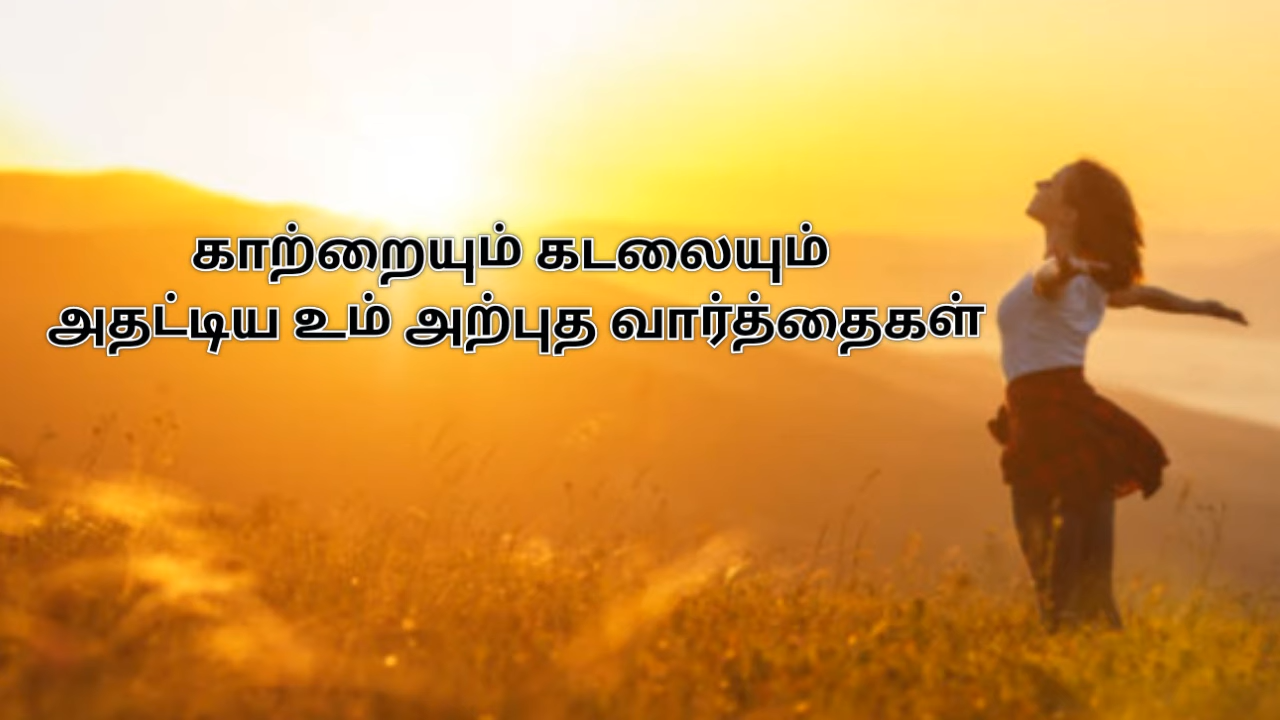 காற்றையும் கடலையும்
அதட்டிய உம் அற்புத வார்த்தைகள்